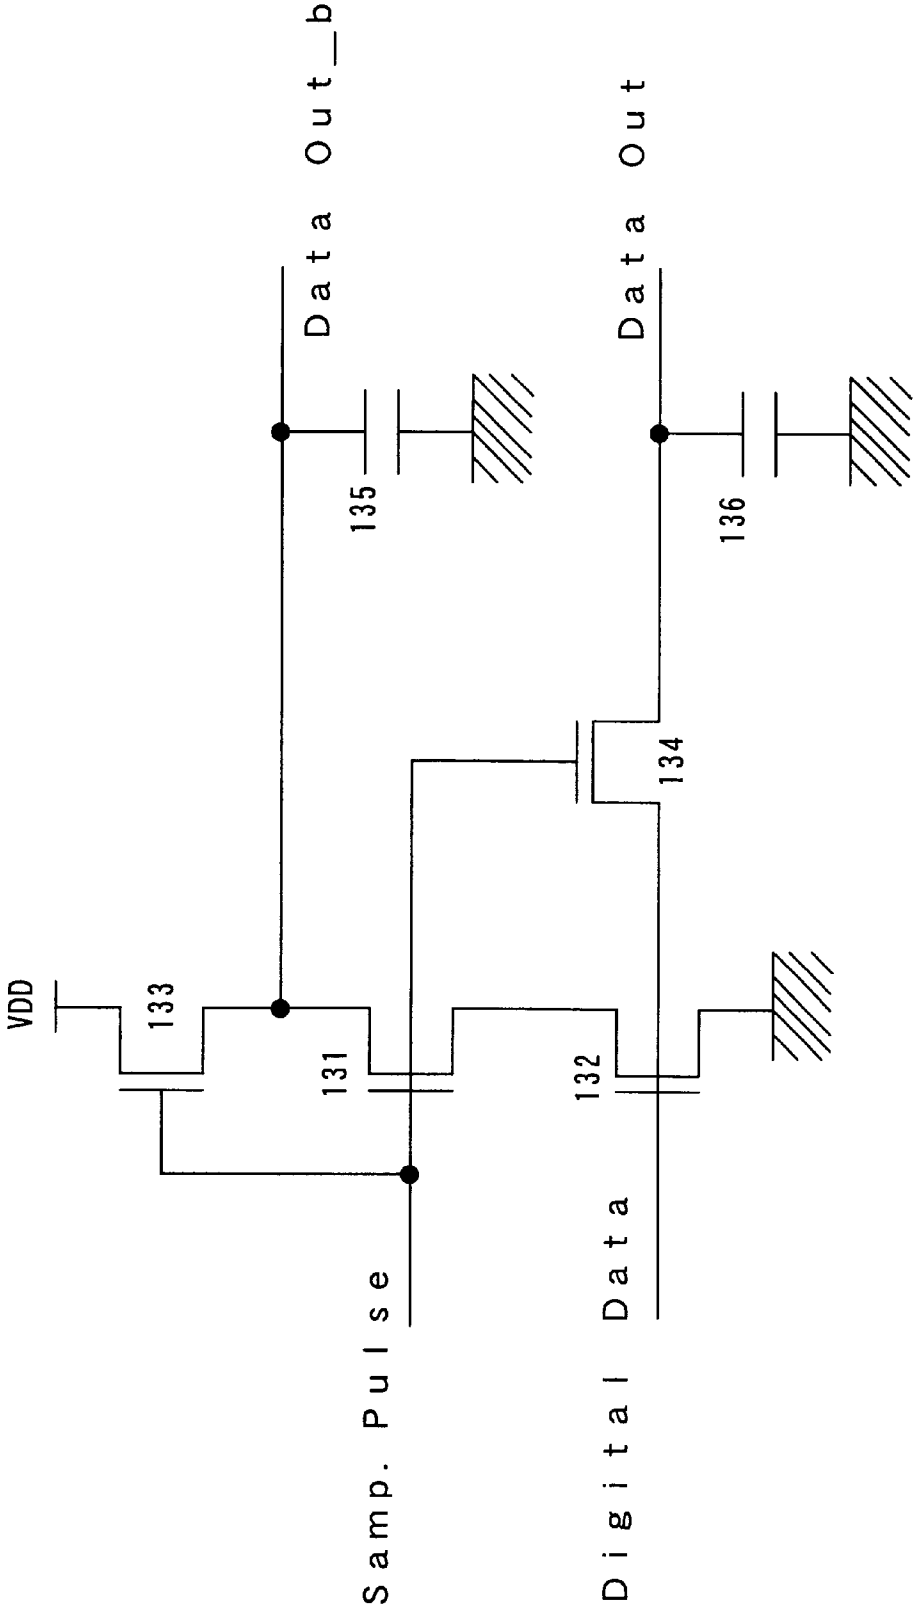 VDD
133
Data Out_b
135
131
Samp. Pulse
134
Data Out
136
132
Digital Data